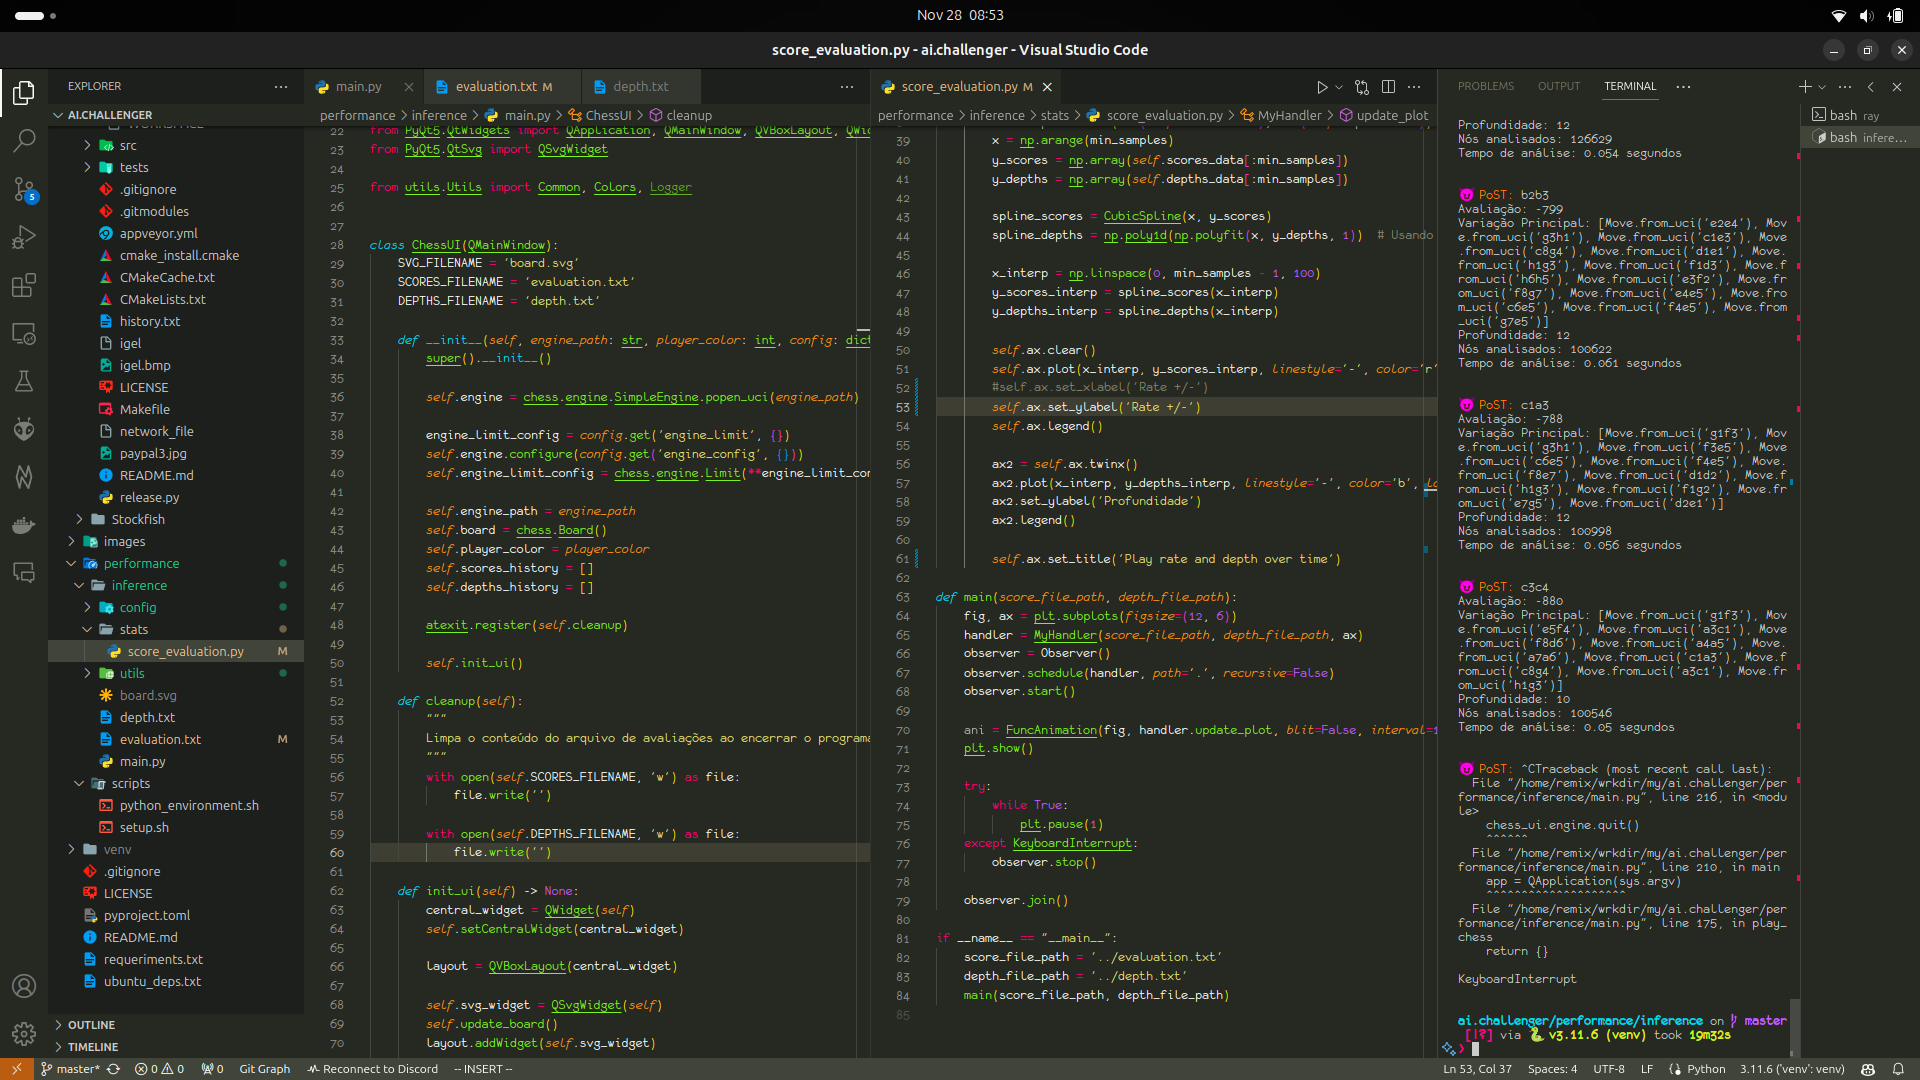 Nov 28 08:53
score_evaluation.py - ai.challenger - Visual Studio Code
EXPLORER
AI.CHALLENGER
src
tests
.gitignore
.gitmodules
appveyor.yml
cmake_install.cmake
CMakeCache.txt
CMakeLists.txt
history.txt
igel
igel.bmp
LICENSE
Makefile
network_file
paypal3.jpg
README.md
release.py
Stockfish
images
performance
inference
config
stats
score_evaluation.py M
utils
board.svg
depth.txt
evaluation.txt M
main.py
scripts
python_environment.sh
setup.sh
venv
.gitignore
LICENSE
pyproject.toml
README.md
requeriments.txt
ubuntu_deps.txt
OUTLINE
TIMELINE
main.py
evaluation.txt M
depth.txt
performance > inference > main.py > ChessUI > cleanup
22 from PyQt5.QtWidgets import QApplication, QMainWindow, QVBoxLayout, QWid
23 from PyQt5.QtSvg import QSvgWidget
24
25 from utils.Utils import Common, Colors, Logger
26
27
28 class ChessUI(QMainWindow):
29 SVG_FILENAME = 'board.svg'
30 SCORES_FILENAME = 'evaluation.txt'
31 DEPTHS_FILENAME = 'depth.txt'
32
33 def __init__(self, engine_path: str, player_color: int, config: dict
34 super().__init__()
35
36 self.engine = chess.engine.SimpleEngine.popen_uci(engine_path)
37
38 engine_limit_config = config.get('engine_limit', {})
39 self.engine.configure(config.get('engine_config', {}))
40 self.engine_limit_config = chess.engine.Limit(**engine_limit_con
41
42 self.engine_path = engine_path
43 self.board = chess.Board()
44 self.player_color = player_color
45 self.scores_history = []
46 self.depths_history = []
47
48 atexit.register(self.cleanup)
49
50 self.init_ui()
51
52 def cleanup(self):
53 """
54 Limpa o conteúdo do arquivo de avaliações ao encerrar o programa
55 """
56 with open(self.SCORES_FILENAME, 'w') as file:
57 file.write('')
58
59 with open(self.DEPTHS_FILENAME, 'w') as file:
60 file.write('')
61
62 def init_ui(self) -> None:
63 central_widget = QWidget(self)
64 self.setCentralWidget(central_widget)
65
66 layout = QVBoxLayout(central_widget)
67
68 self.svg_widget = QSvgWidget(self)
69 self.update_board()
70 layout.addWidget(self.svg_widget)
score_evaluation.py M
performance > inference > stats > score_evaluation.py > MyHandler > update_plot
39 x = np.arange(min_samples)
40 y_scores = np.array(self.scores_data[:min_samples])
41 y_depths = np.array(self.depths_data[:min_samples])
42
43 spline_scores = CubicSpline(x, y_scores)
44 spline_depths = np.poly1d(np.polyfit(x, y_depths, 1)) # Usando
45
46 x_interp = np.linspace(0, min_samples - 1, 100)
47 y_scores_interp = spline_scores(x_interp)
48 y_depths_interp = spline_depths(x_interp)
49
50 self.ax.clear()
51 self.ax.plot(x_interp, y_scores_interp, linestyle='-', color='r'
52 #self.ax.set_xlabel('Rate +/-')
53 self.ax.set_ylabel('Rate +/-')
54 self.ax.legend()
55
56 ax2 = self.ax.twinx()
57 ax2.plot(x_interp, y_depths_interp, linestyle='-', color='b', la
58 ax2.set_ylabel('Profundidade')
59 ax2.legend()
60
61 self.ax.set_title('Play rate and depth over time')
62
63 def main(score_file_path, depth_file_path):
64 fig, ax = plt.subplots(figsize=(12, 6))
65 handler = MyHandler(score_file_path, depth_file_path, ax)
66 observer = Observer()
67 observer.schedule(handler, path='.', recursive=False)
68 observer.start()
69
70 ani = FuncAnimation(fig, handler.update_plot, blit=False, interval=1
71 plt.show()
72
73 try:
74 while True:
75 plt.pause(1)
76 except KeyboardInterrupt:
77 observer.stop()
78
79 observer.join()
80
81 if __name__ == "__main__":
82 score_file_path = '../evaluation.txt'
83 depth_file_path = '../depth.txt'
84 main(score_file_path, depth_file_path)
85
PROBLEMS OUTPUT TERMINAL
Profundidade: 12
Nós analisados: 126629
Tempo de análise: 0.054 segundos
PoST: b2b3
Avaliação: -799
Variação Principal: [Move.from_uci('e2e4'), Mov
e.from_uci('g3h1'), Move.from_uci('c1e3'), Move
.from_uci('c8g4'), Move.from_uci('d1e1'), Move.
from_uci('h1g3'), Move.from_uci('f1d3'), Move.f
rom_uci('h6h5'), Move.from_uci('e3f2'), Move.fr
om_uci('f8g7'), Move.from_uci('e4e5'), Move.fro
m_uci('c6e5'), Move.from_uci('f4e5'), Move.from
_uci('g7e5')]
Profundidade: 12
Nós analisados: 100622
Tempo de análise: 0.061 segundos
PoST: c1a3
Avaliação: -788
Variação Principal: [Move.from_uci('g1f3'), Mov
e.from_uci('g3h1'), Move.from_uci('f3e5'), Move
.from_uci('c6e5'), Move.from_uci('f4e5'), Move.
from_uci('f8e7'), Move.from_uci('d1d2'), Move.f
rom_uci('h1g3'), Move.from_uci('f1g2'), Move.fr
om_uci('e7g5'), Move.from_uci('d2e1')]
Profundidade: 12
Nós analisados: 100998
Tempo de análise: 0.056 segundos
PoST: c3c4
Avaliação: -880
Variação Principal: [Move.from_uci('g1f3'), Mov
e.from_uci('e5f4'), Move.from_uci('a3c1'), Move
.from_uci('f8d6'), Move.from_uci('a4a5'), Move.
from_uci('a7a6'), Move.from_uci('c1a3'), Move.f
rom_uci('c8g4'), Move.from_uci('a3c1'), Move.fr
om_uci('h1g3')]
Profundidade: 10
Nós analisados: 100546
Tempo de análise: 0.05 segundos
PoST: ^CTraceback (most recent call last):
File "/home/remix/wrkdir/my/ai.challenger/per
formance/inference/main.py", line 216, in <modu
le>
chess_ui.engine.quit()
^^^^^^
File "/home/remix/wrkdir/my/ai.challenger/per
formance/inference/main.py", line 210, in main
app = QApplication(sys.argv)
^^^^^^^^^^^^^^^^^^^^
File "/home/remix/wrkdir/my/ai.challenger/per
formance/inference/main.py", line 175, in play_
chess
return {}
KeyboardInterrupt
ai.challenger/performance/inference on master
[!?] via v3.11.6 (venv) took 19m32s
bash ray
bash infere...
5
master* 0 0 0 Git Graph Reconnect to Discord -- INSERT --
Ln 53, Col 37 Spaces: 4 UTF-8 LF Python 3.11.6 ('venv': venv)